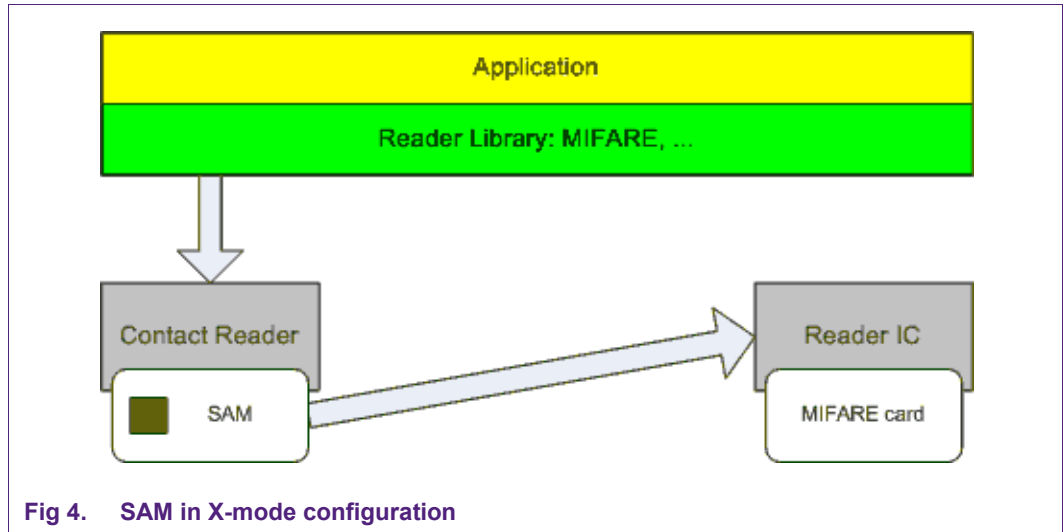 Application
Reader Library: MIFARE, ...
Contact Reader
Reader IC
SAM
MIFARE card
Fig 4. SAM in X-mode configuration